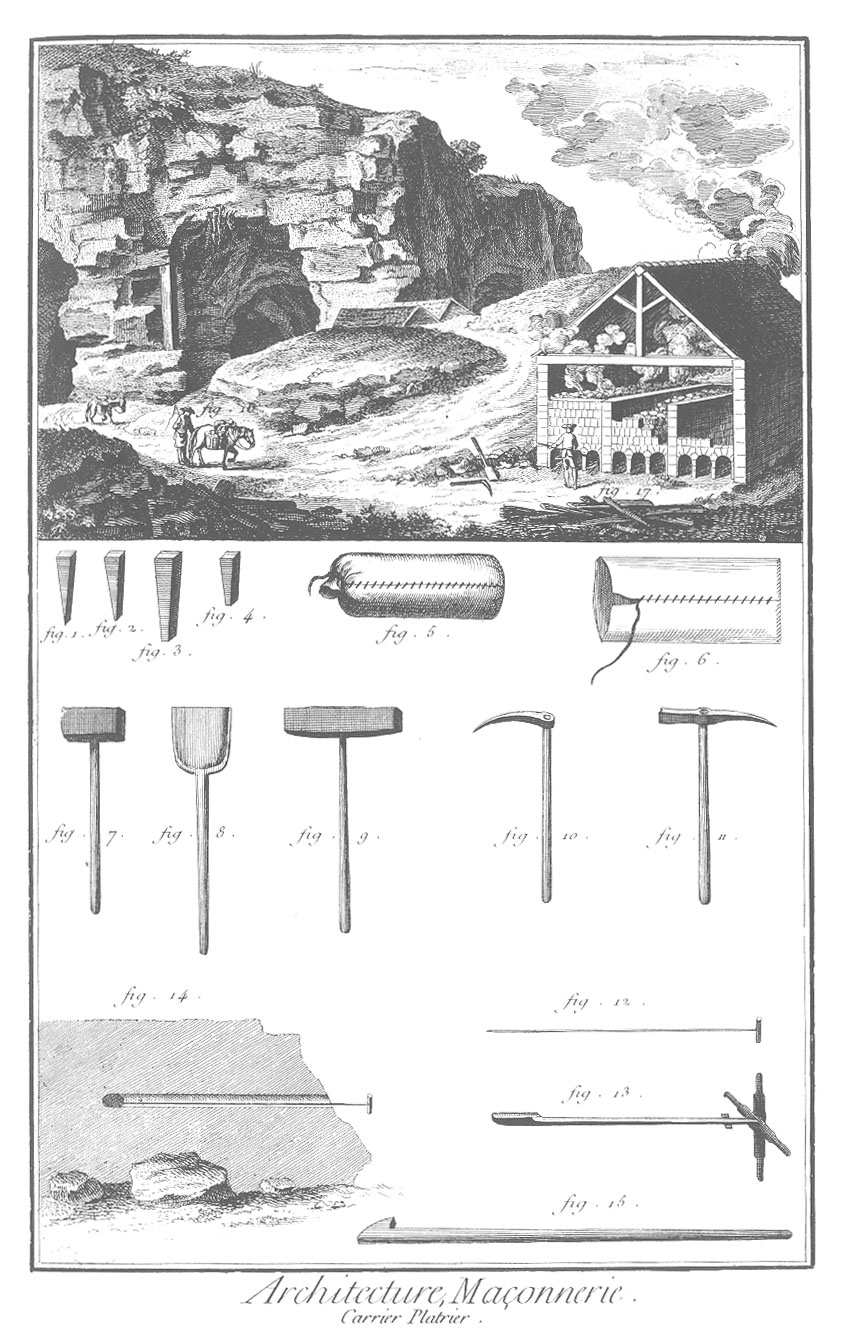 fig. 16.
fig. 17.
fig. 1.
fig. 2.
fig. 3.
fig. 4.
fig. 5.
fig. 6.
fig. 7.
fig. 8.
fig. 9.
fig. 10.
fig. 11.
fig. 14.
fig. 12.
fig. 13.
fig. 15.
Architecture, Maçonnerie.
Carrier Platrier.